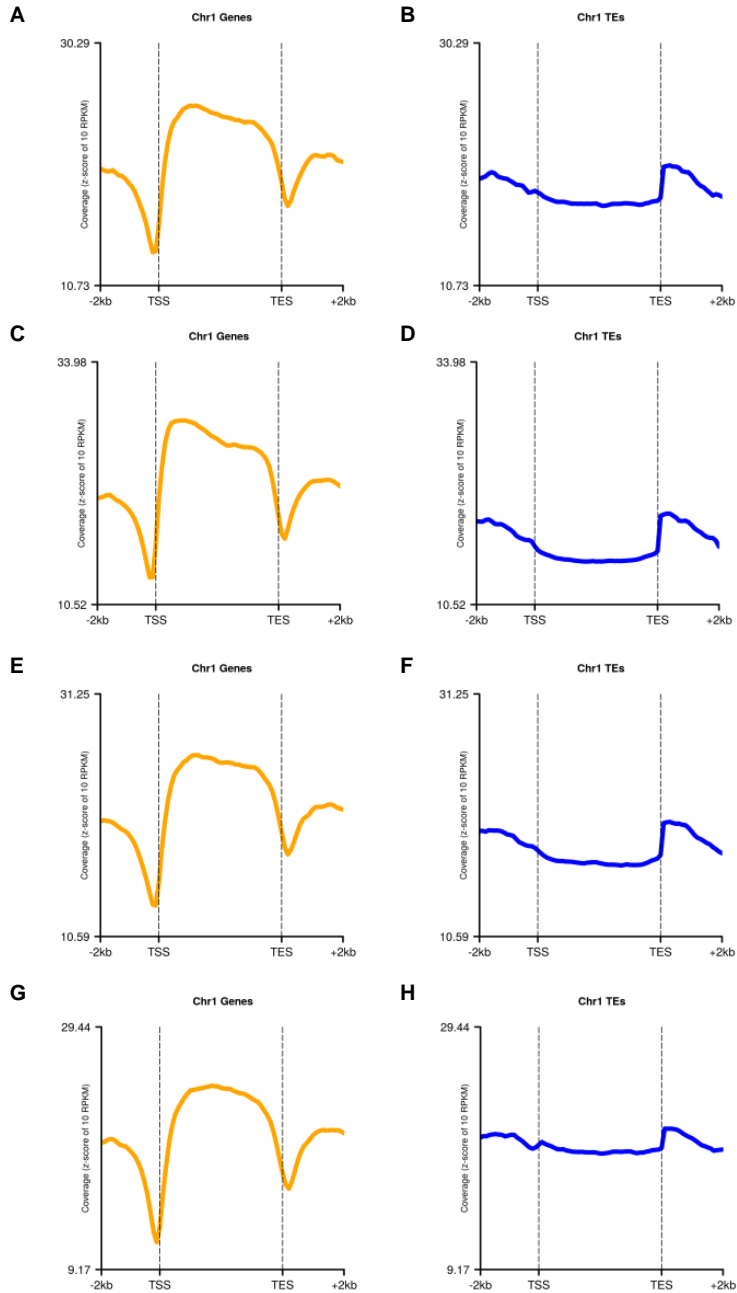 A
Chr1 Genes
30.29
Coverage (z-score of 10 RPKM)
10.73
-2kb TSS TES +2kb
B
Chr1 TEs
30.29
Coverage (z-score of 10 RPKM)
10.73
-2kb TSS TES +2kb
C
Chr1 Genes
33.98
Coverage (z-score of 10 RPKM)
10.52
-2kb TSS TES +2kb
D
Chr1 TEs
33.98
Coverage (z-score of 10 RPKM)
10.52
-2kb TSS TES +2kb
E
Chr1 Genes
31.25
Coverage (z-score of 10 RPKM)
10.59
-2kb TSS TES +2kb
F
Chr1 TEs
31.25
Coverage (z-score of 10 RPKM)
10.59
-2kb TSS TES +2kb
G
Chr1 Genes
29.44
Coverage (z-score of 10 RPKM)
9.17
-2kb TSS TES +2kb
H
Chr1 TEs
29.44
Coverage (z-score of 10 RPKM)
9.17
-2kb TSS TES +2kb